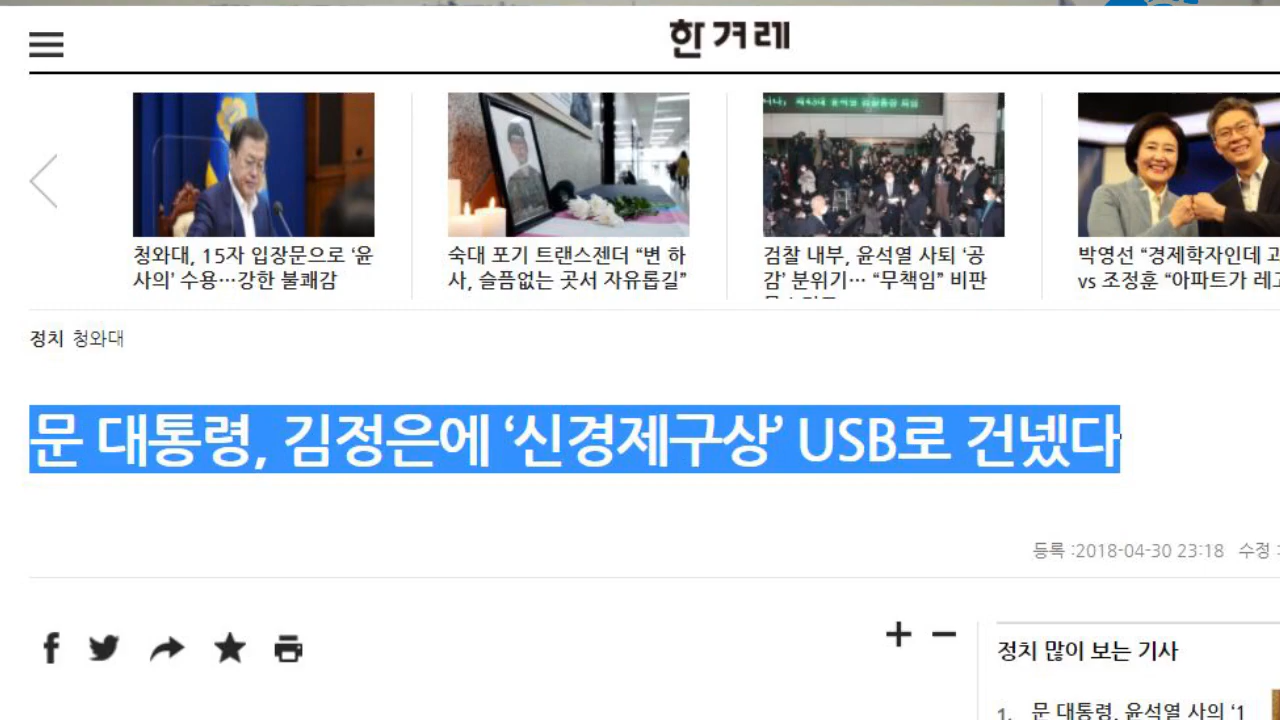 한겨레
청와대, 15자 입장문으로 ‘윤
사의' 수용…강한 불쾌감
숙대 포기 트랜스젠더 “변 하
사, 슬픔없는 곳서 자유롭길”
검찰 내부, 윤석열 사퇴 ‘공
감’ 분위기… “무책임” 비판
박영선 “경제학자인데
vs 조정훈 “아파트가
정치 청와대
문 대통령, 김정은에 ‘신경제구상’ USB로 건넸다
등록 :2018-04-30 23:18 수정 :
정치 많이 보는 기사
1. 문 대통령, 윤석열 사의 ‘1